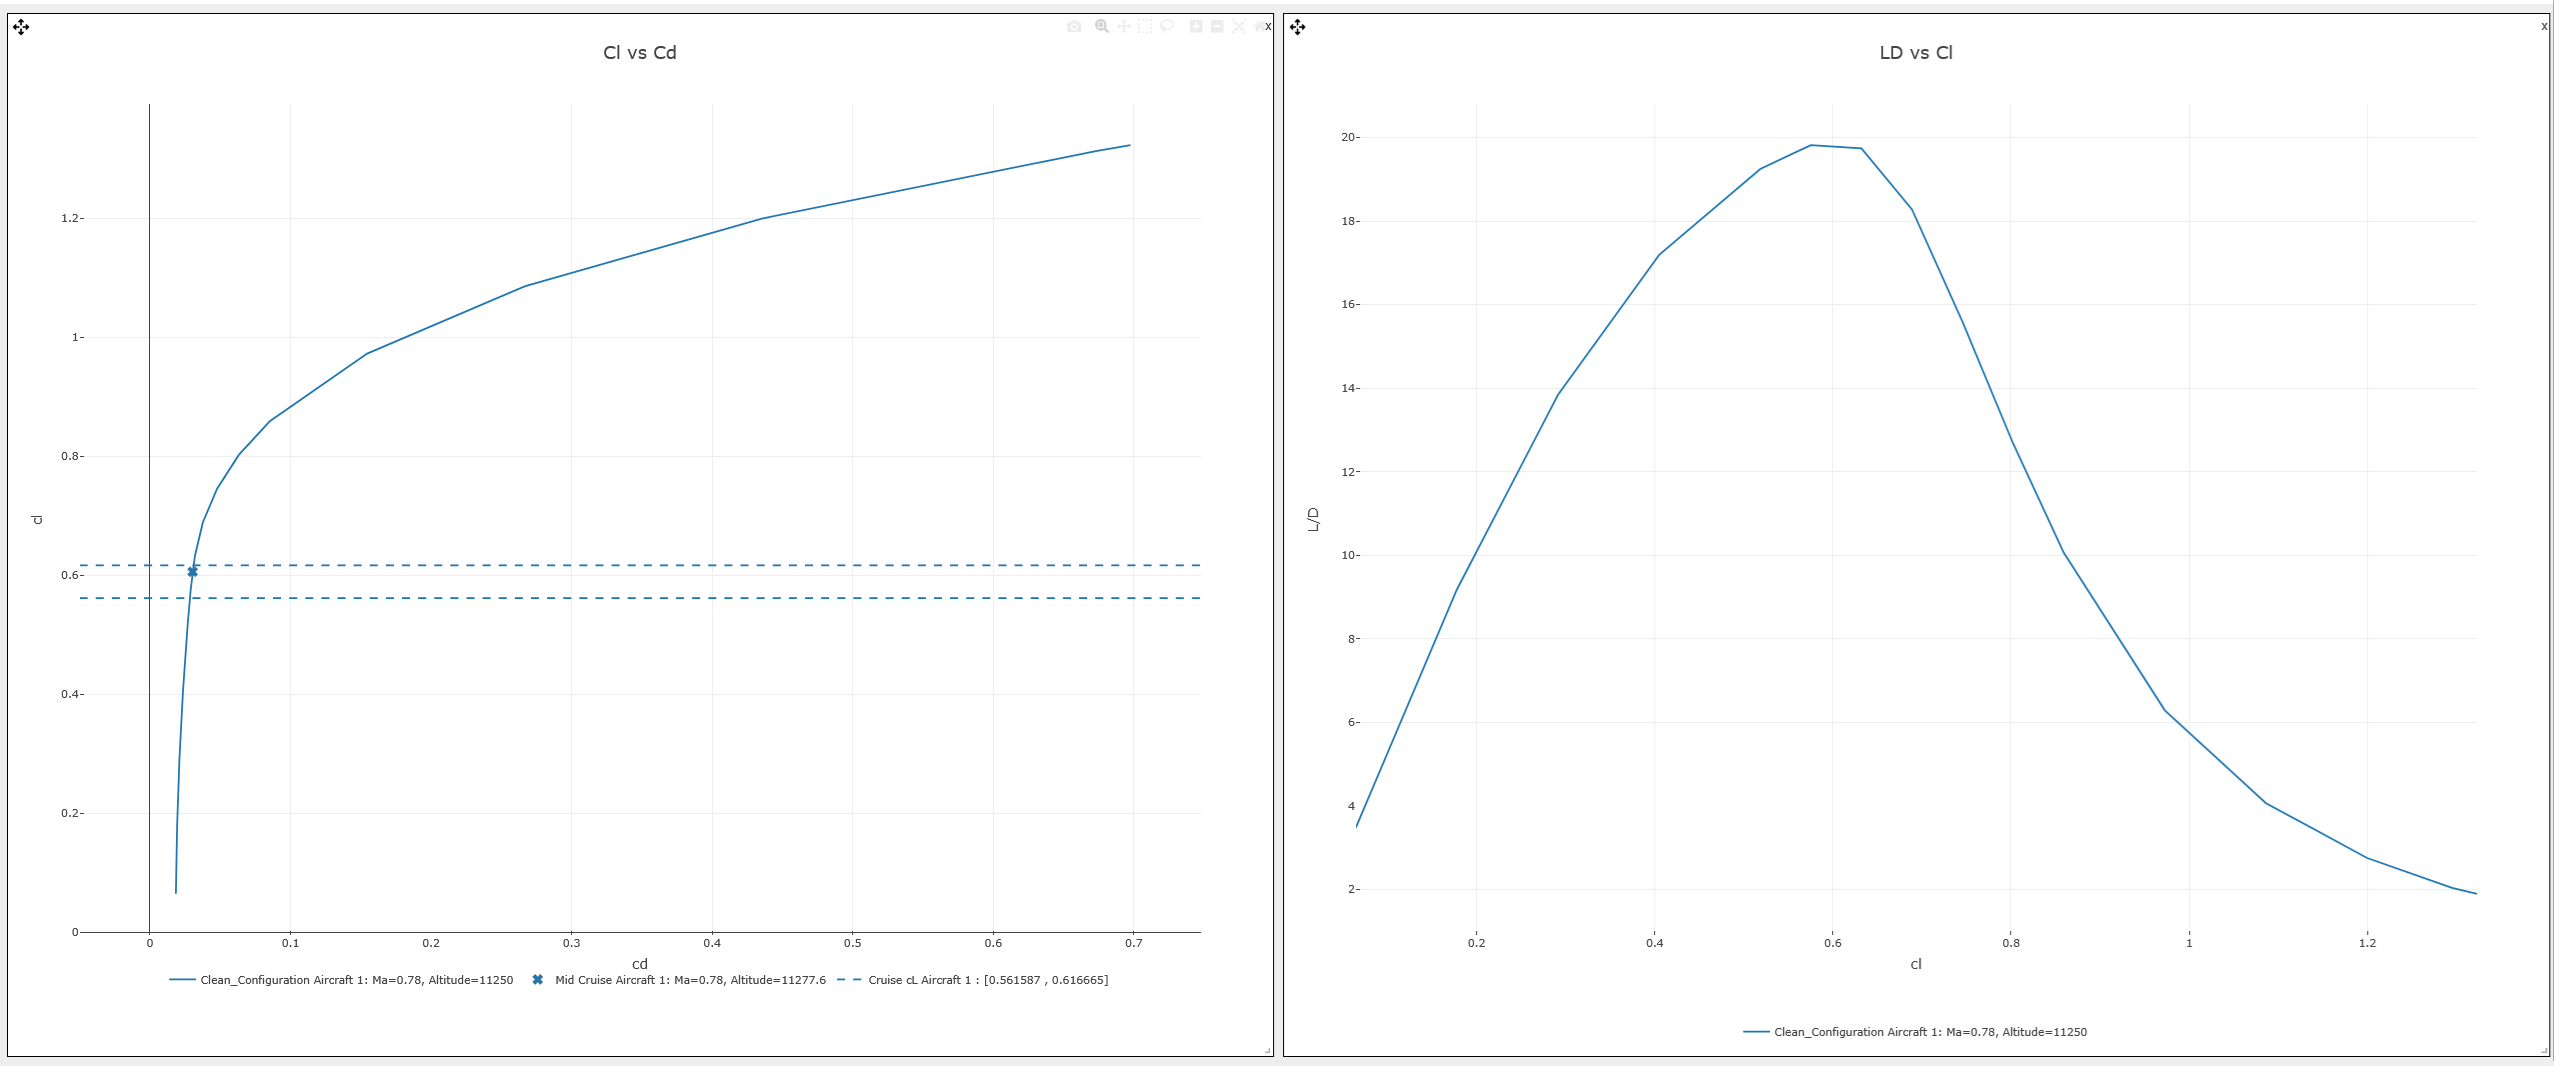 x
Cl vs Cd
1.2
1
0.8
0.6
0.4
0.2
0
cl
0
0.1
0.2
0.3
0.4
0.5
0.6
0.7
cd
Clean_Configuration Aircraft 1: Ma=0.78, Altitude=11250
Mid Cruise Aircraft 1: Ma=0.78, Altitude=11277.6
Cruise cL Aircraft 1 : [0.561587 , 0.616665]
x
LD vs Cl
20
18
16
14
12
10
8
6
4
2
L/D
0.2
0.4
0.6
0.8
1
1.2
cl
Clean_Configuration Aircraft 1: Ma=0.78, Altitude=11250